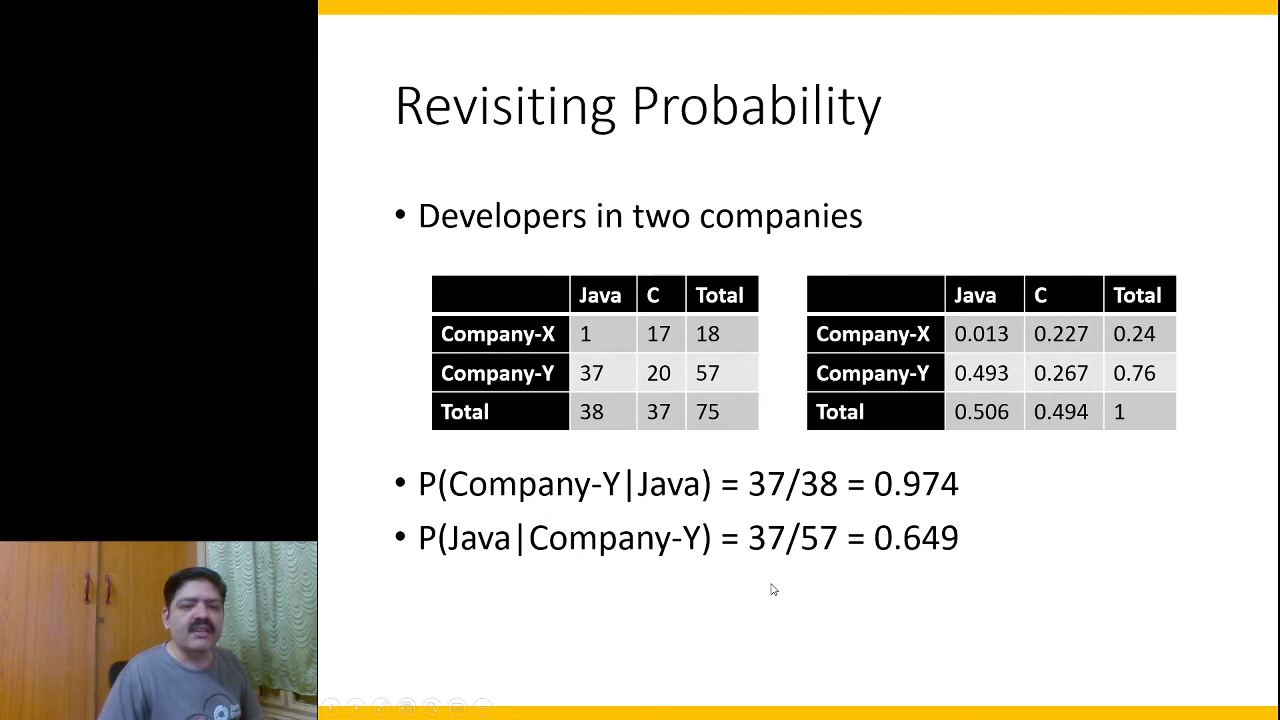 Revisiting Probability
• Developers in two companies
Java C Total
Company-X 1 17 18
Company-Y 37 20 57
Total 38 37 75
Java C Total
Company-X 0.013 0.227 0.24
Company-Y 0.493 0.267 0.76
Total 0.506 0.494 1
• P(Company-Y|Java) = 37/38 = 0.974
• P(Java|Company-Y) = 37/57 = 0.649